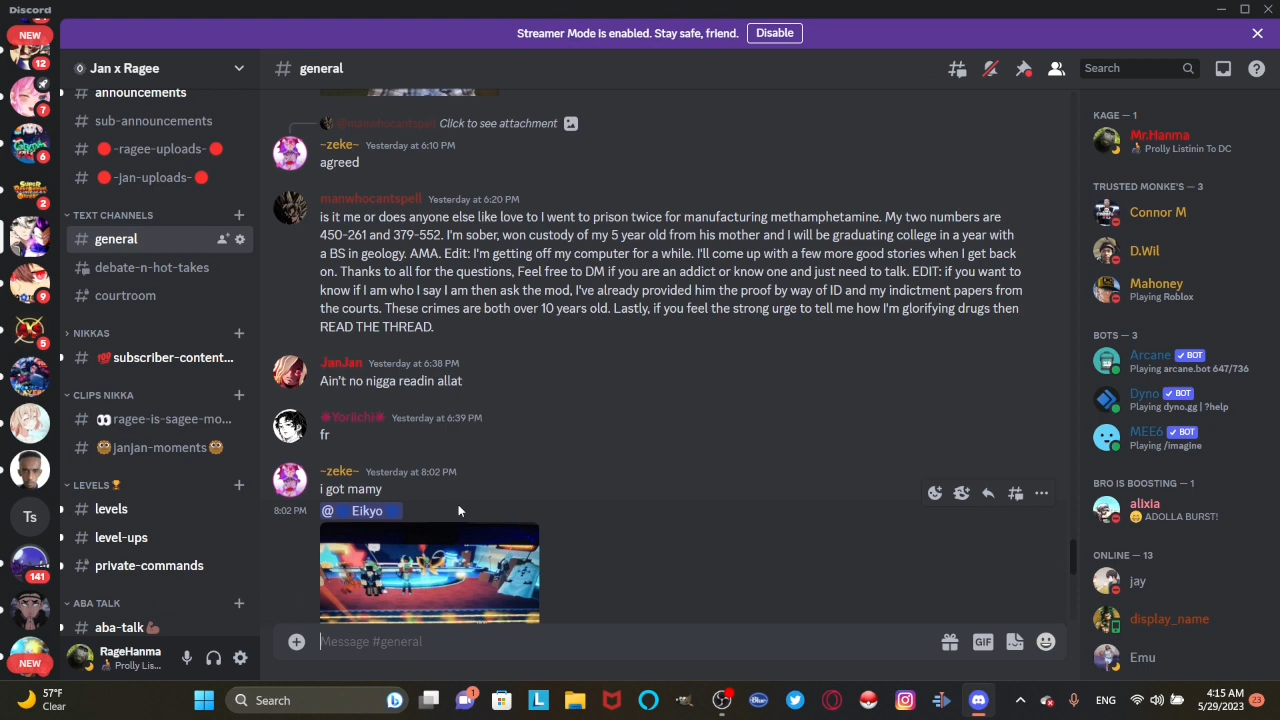 Discord
Streamer Mode is enabled. Stay safe, friend.
Disable
NEW
12
7
6
2
9
5
Ts
141
NEW
Jan x Ragee
announcements
sub-announcements
-ragee-uploads-
-jan-uploads-
TEXT CHANNELS
general
debate-n-hot-takes
courtroom
NIKKAS
💯subscriber-content...
CLIPS NIKKA
👀ragee-is-sagee-mo...
🦉janjan-moments🦉
LEVELS🏆
levels
level-ups
private-commands
ABA TALK
aba-talk💪🏾
RageHanma
Prolly Lis...
# general
Search
@manwhocantspell Click to see attachment
~zeke~ Yesterday at 6:10 PM
agreed
manwhocantspell Yesterday at 6:20 PM
is it me or does anyone else like love to I went to prison twice for manufacturing methamphetamine. My two numbers are
450-261 and 379-552. I'm sober, won custody of my 5 year old from his mother and I will be graduating college in a year with
a BS in geology. AMA. Edit: I'm getting off my computer for a while. I'll come up with a few more good stories when I get back
on. Thanks to all for the questions, Feel free to DM if you are an addict or know one and just need to talk. EDIT: if you want to
know if I am who I say I am then ask the mod, I've already provided him the proof by way of ID and my indictment papers from
the courts. These crimes are both over 10 years old. Lastly, if you feel the strong urge to tell me how I'm glorifying drugs then
READ THE THREAD.
JanJan Yesterday at 6:38 PM
Ain't no nigga readin allat
Yoriichi Yesterday at 6:39 PM
fr
~zeke~ Yesterday at 8:02 PM
i got mamy
8:02 PM @ Eikyo
Message #general
GIF
KAGE — 1
Mr.Hanma
Prolly Listinin To DC
TRUSTED MONKE'S — 3
Connor M
D.Wil
Mahoney
Playing Roblox
BOTS — 3
Arcane ✓ BOT
Playing arcane.bot 647/736
Dyno ✓ BOT
Playing dyno.gg | ?help
MEE6 ✓ BOT
Playing /imagine
BRO IS BOOSTING — 1
alixia
ADOLLA BURST!
ONLINE — 13
jay
display_name
Emu
57°F
Clear
Search
1
ENG
4:15 AM
5/29/2023
23